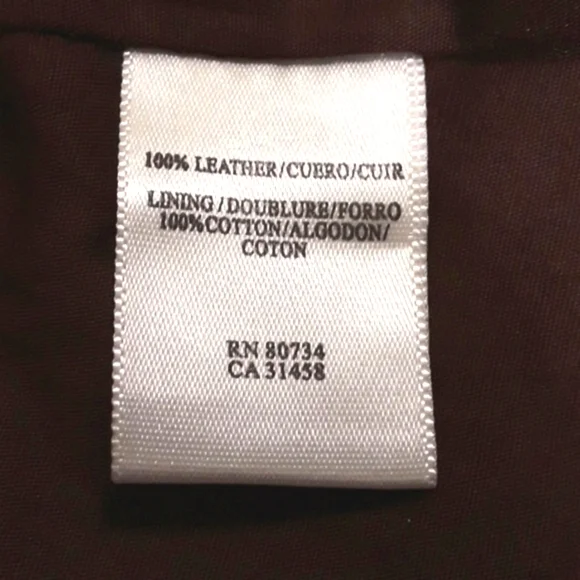 100% LEATHER/CUERO/CUIR
LINING/DOUBLURE/FORRO
100%COTTON/ALGODON/
COTON
RN 80734
CA 31458